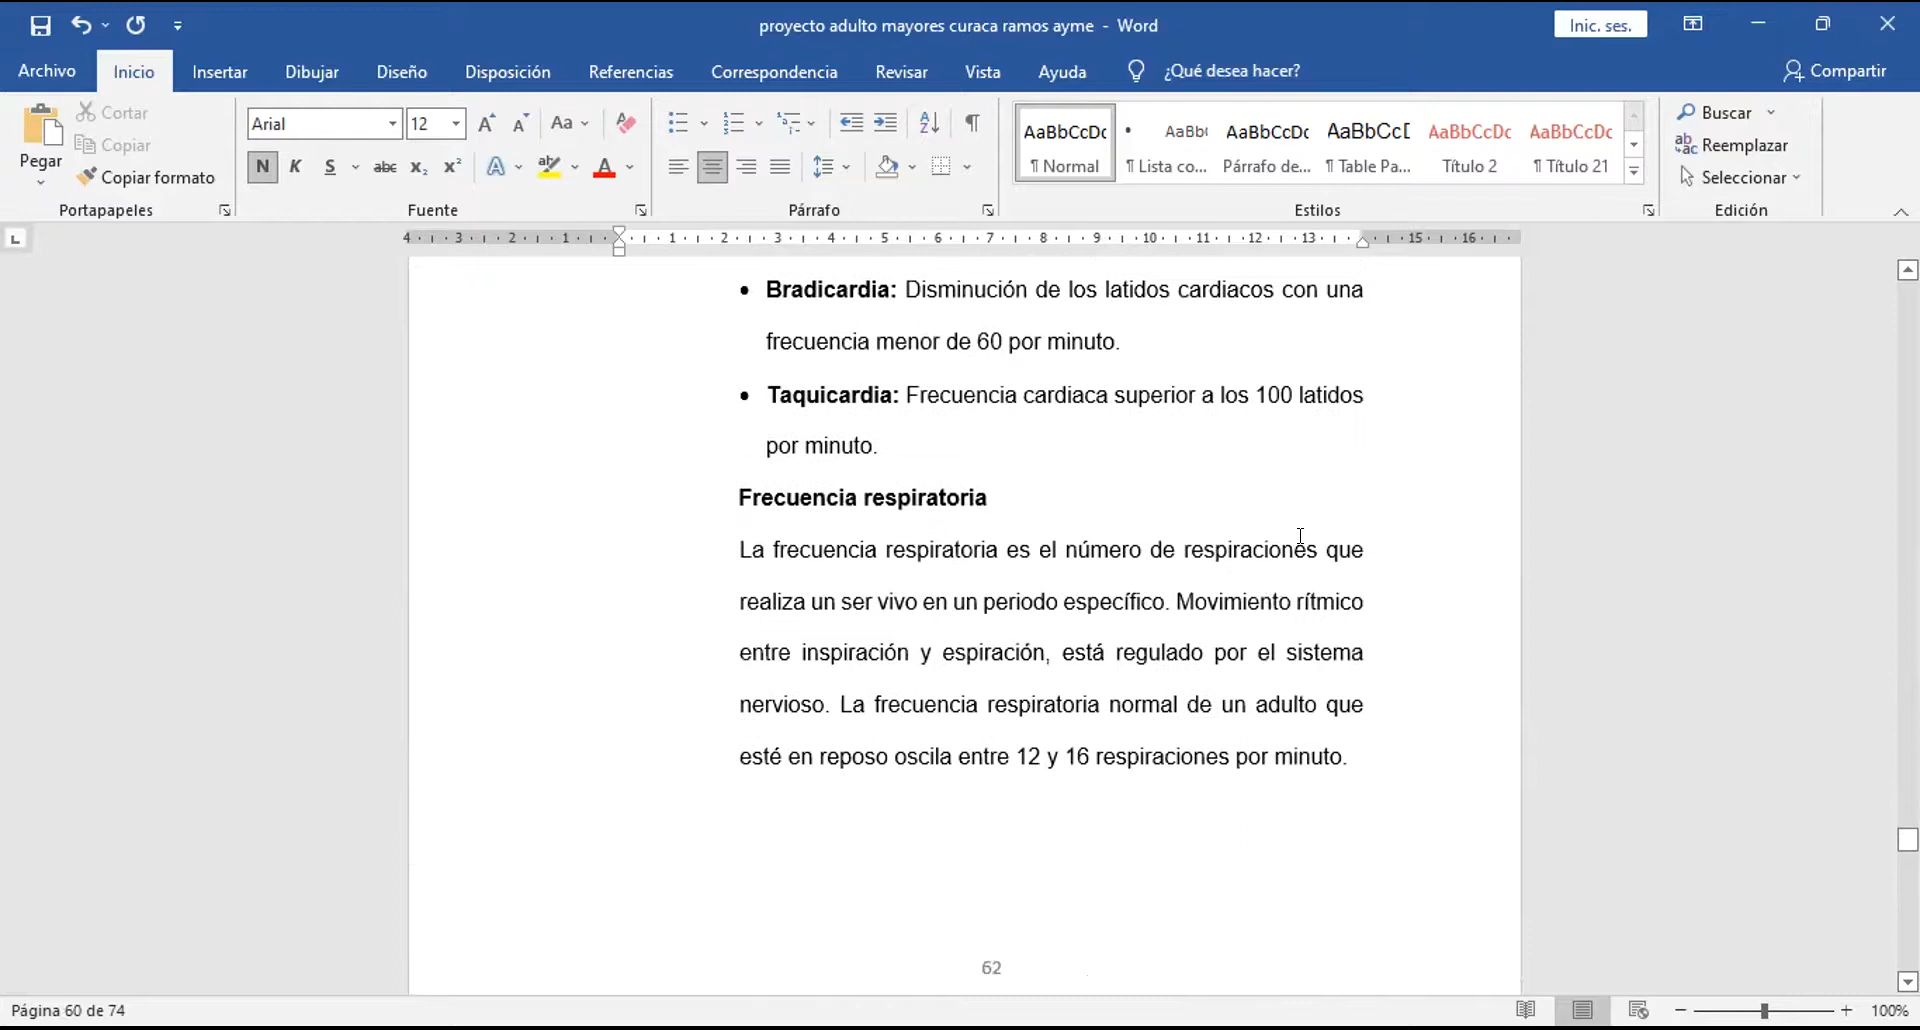 proyecto adulto mayores curaca ramos ayme - Word
Inic. ses.
Archivo Inicio Insertar Dibujar Diseño Disposición Referencias Correspondencia Revisar Vista Ayuda ¿Qué desea hacer? Compartir
Pegar
Cortar
Copiar
Copiar formato
Portapapeles
Arial 12 Aa
N K S abc x₂ x² A ab A
Fuente
Párrafo
AaBbCcDc AaBb( AaBbCcDc AaBbCcD AaBbCcDc AaBbCcDc
¶ Normal ¶ Lista co... Párrafo de... ¶ Table Pa... Título 2 ¶ Título 21
Estilos
Buscar
Reemplazar
Seleccionar
Edición
4 3 2 1 1 2 3 4 5 6 7 8 9 10 11 12 13 15 16
• Bradicardia: Disminución de los latidos cardiacos con una
frecuencia menor de 60 por minuto.
• Taquicardia: Frecuencia cardiaca superior a los 100 latidos
por minuto.
Frecuencia respiratoria
La frecuencia respiratoria es el número de respiraciones que
realiza un ser vivo en un periodo específico. Movimiento rítmico
entre inspiración y espiración, está regulado por el sistema
nervioso. La frecuencia respiratoria normal de un adulto que
esté en reposo oscila entre 12 y 16 respiraciones por minuto.
62
Página 60 de 74
100%